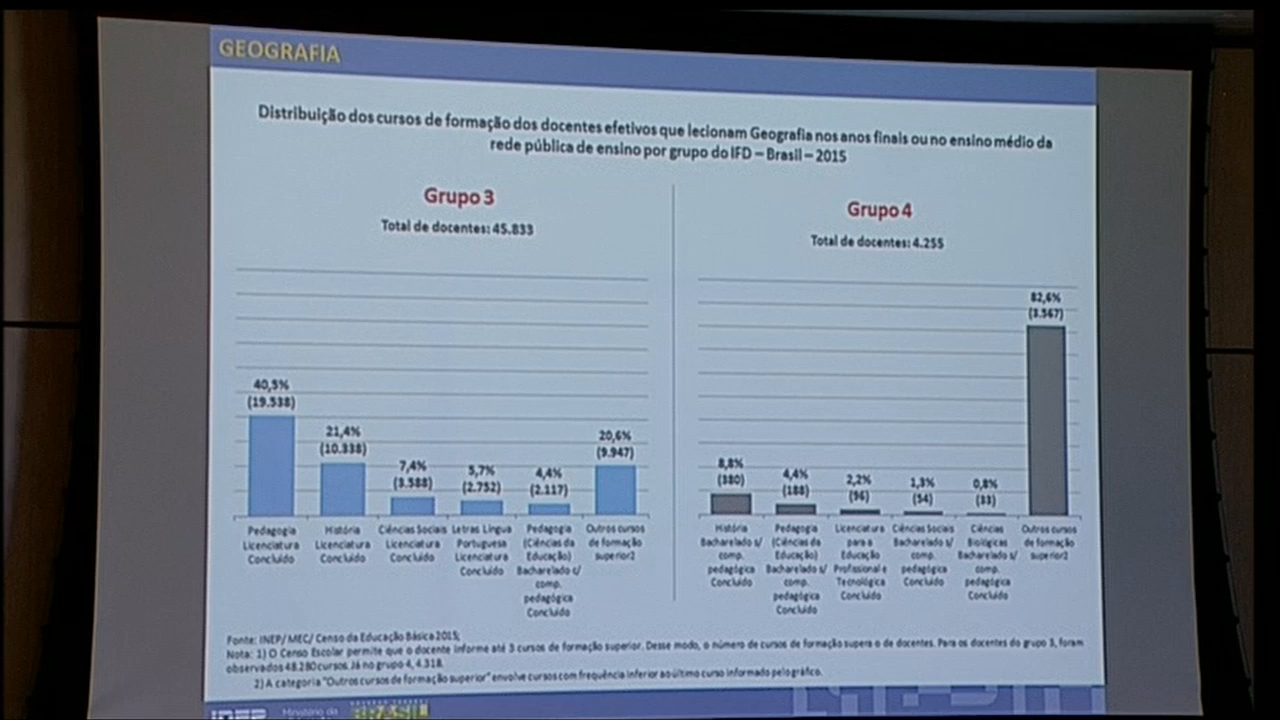 GEOGRAFIA
Distribuição dos cursos de formação dos docentes efetivos que lecionam Geografia nos anos finais ou no ensino médio da
rede pública de ensino por grupo do IFD – Brasil – 2015
Grupo 3
Total de docentes: 45.833
40,5%
(19.538)
21,4%
(10.338)
7,4%
(3.588)
5,7%
(2.752)
4,4%
(2.117)
20,6%
(9.947)
Pedagogia
Licenciatura
Concluído
História
Licenciatura
Concluído
Ciências Sociais
Licenciatura
Concluído
Letras Língua
Portuguesa
Licenciatura
Concluído
Pedagogia
(Ciências da
Educação)
Bacharelado c/
comp.
pedagógica
Concluído
Outros cursos
de formação
superior2
Grupo 4
Total de docentes: 4.255
8,8%
(380)
4,4%
(188)
2,2%
(96)
1,3%
(54)
0,8%
(33)
82,6%
(3.567)
História
Bacharelado s/
comp.
pedagógica
Concluído
Pedagogia
(Ciências da
Educação)
Bacharelado s/
comp.
pedagógica
Concluído
Licenciatura
para a
Educação
Profissional e
Tecnológica
Concluído
Ciências Sociais
Bacharelado s/
comp.
pedagógica
Concluído
Ciências
Biológicas
Bacharelado s/
comp.
pedagógica
Concluído
Outros cursos
de formação
superior2
Fonte: INEP/ MEC/ Censo da Educação Básica 2015;
Nota: 1) O Censo Escolar permite que o docente informe até 3 cursos de formação superior. Desse modo, o número de cursos de formação supera o de docentes. Para os docentes do grupo 3, foram
observados 48.280 cursos. Já no grupo 4, 4.318.
2) A categoria "Outros cursos de formação superior" envolve cursos com frequência inferior ao último curso informado pelo gráfico.
INEP
Ministério da
BRASIL